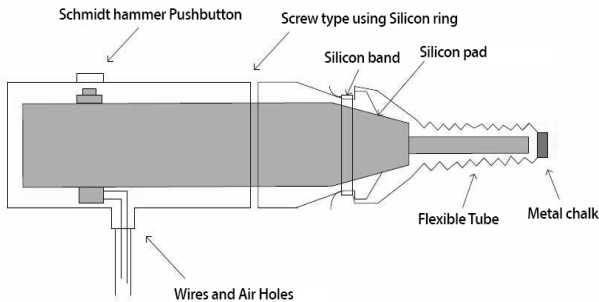 Schmidt hammer Pushbutton
Screw type using Silicon ring
Silicon band
Silicon pad
Flexible Tube
Metal chalk
Wires and Air Holes